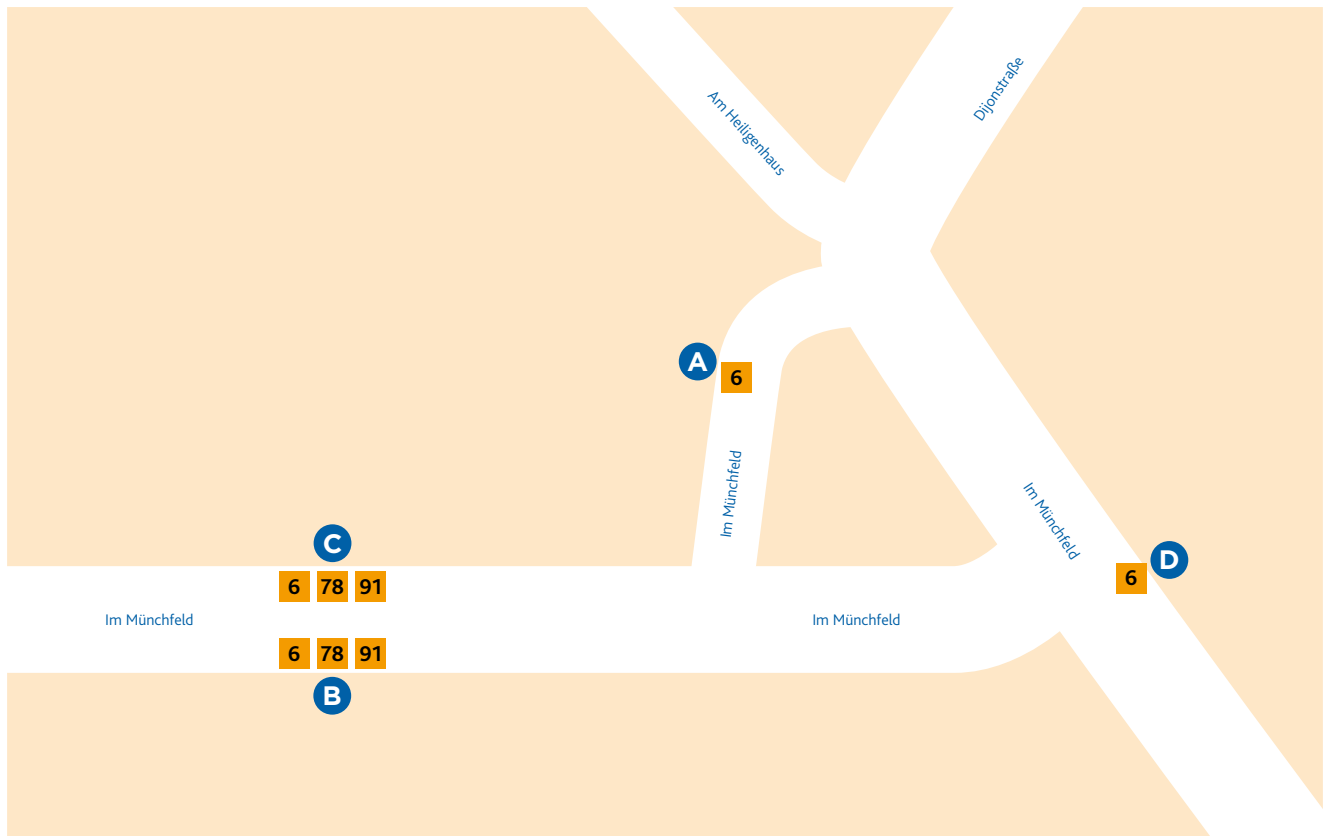 Dijonstraße
Am Heiligenhaus
A
6
Im Münchfeld
Im Münchfeld
C
D
6
6 78 91
Im Münchfeld
Im Münchfeld
6 78 91
B